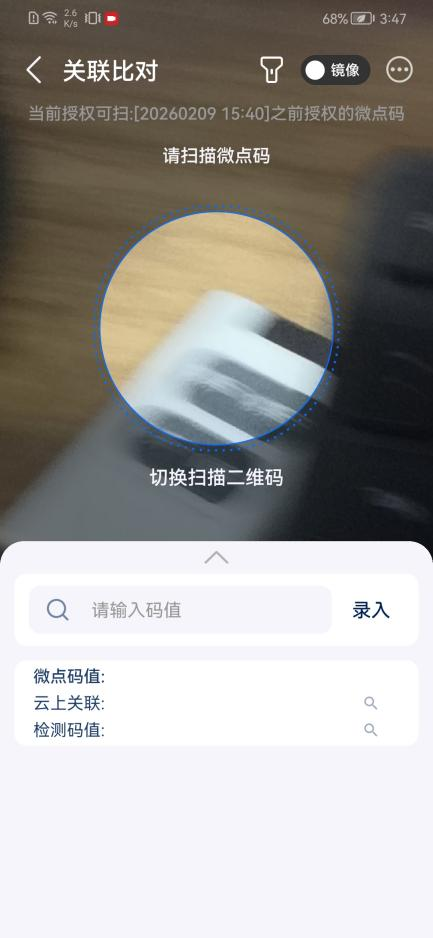 2.6
K/s
68%
3:47
关联比对
镜像
当前授权可扫:[20260209 15:40]之前授权的微点码
请扫描微点码
切换扫描二维码
请输入码值
录入
微点码值:
云上关联:
检测码值: